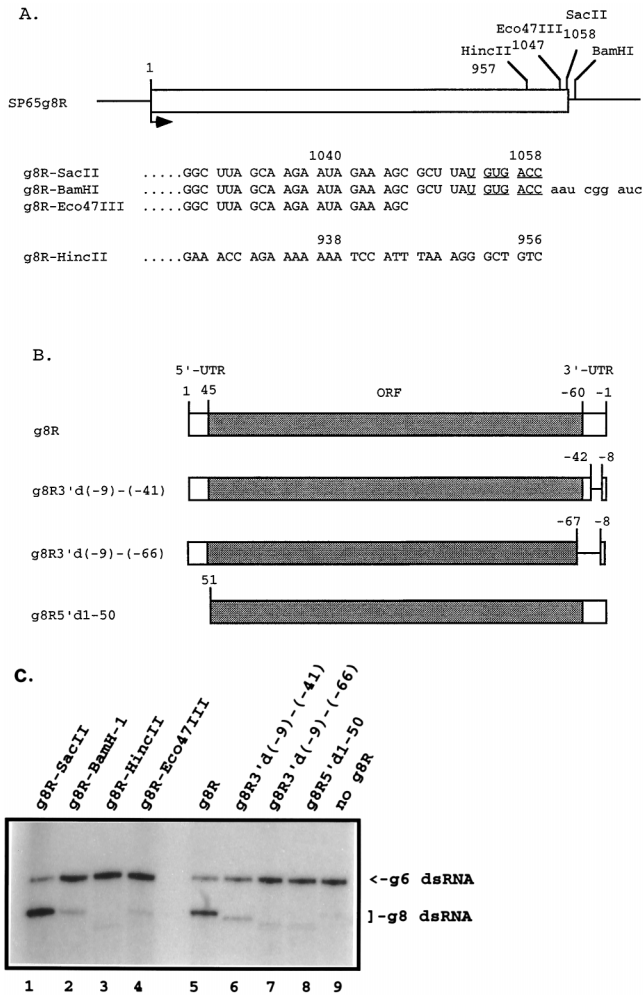 A.
SacII
Eco47III 1058
HincII 1047 BamHI
957
1
SP65g8R
1040 1058
g8R-SacII .....GGC UUA GCA AGA AUA GAA AGC GCU UAU GUG ACC
g8R-BamHI .....GGC UUA GCA AGA AUA GAA AGC GCU UAU GUG ACC aau cgg auc
g8R-Eco47III .....GGC UUA GCA AGA AUA GAA AGC
938 956
g8R-HincII .....GAA ACC AGA AAA AAA UCC AUU UAA AGG GCU GUC
B.
5'-UTR 3'-UTR
1 45 ORF -60 -1
g8R
-42 -8
g8R3'd(-9)-(-41)
-67 -8
g8R3'd(-9)-(-66)
51
g8R5'd1-50
C.
g8R-SacII
g8R-BamH-1
g8R-HincII
g8R-Eco47III
g8R
g8R3'd(-9)-(-41)
g8R3'd(-9)-(-66)
g8R5'd1-50
no g8R
<-g6 dsRNA
]-g8 dsRNA
1 2 3 4 5 6 7 8 9